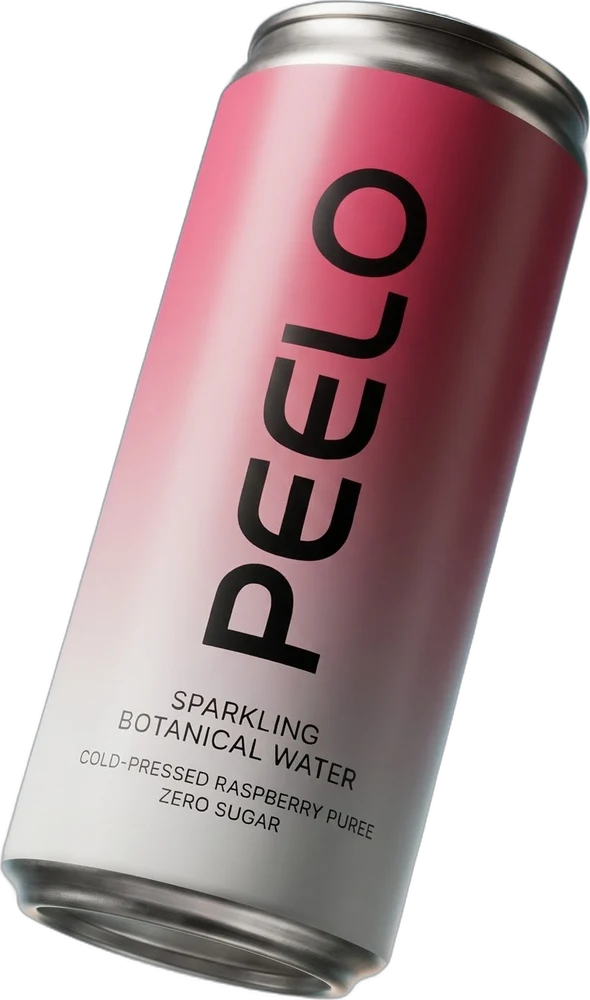 PEELO
SPARKLING
BOTANICAL WATER
COLD-PRESSED RASPBERRY PUREE
ZERO SUGAR